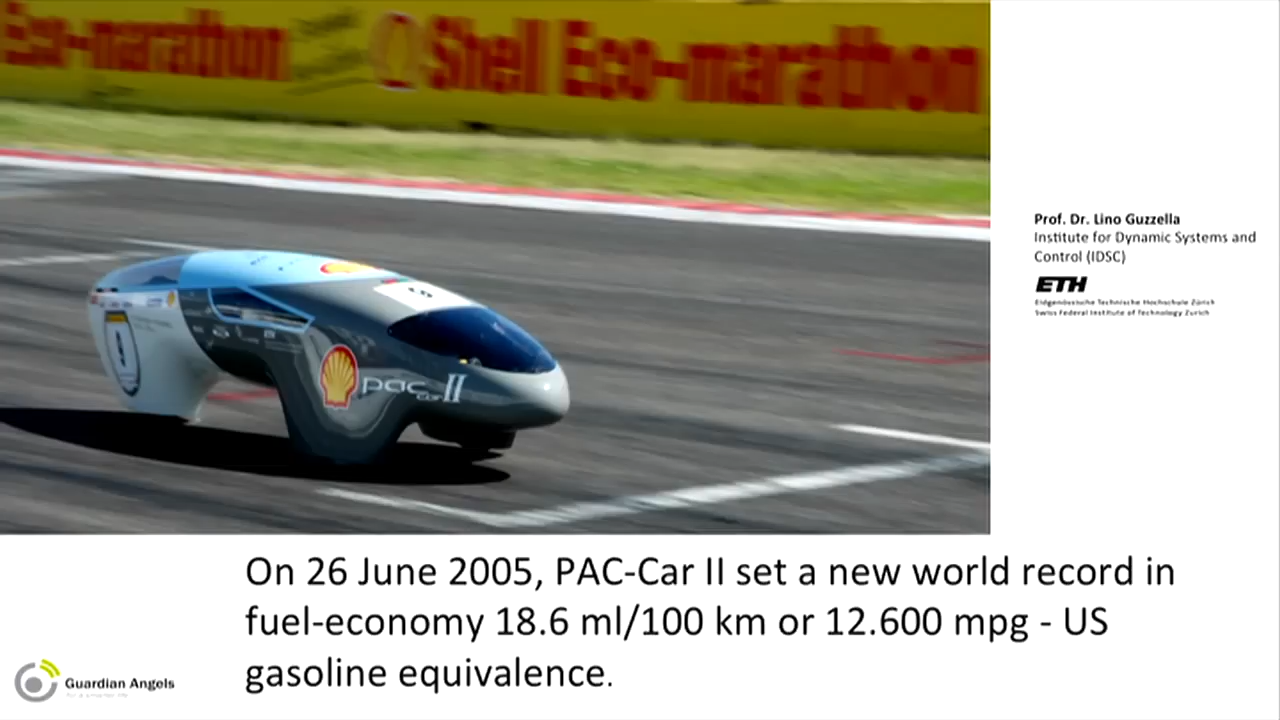 Eco-marathon Shell Eco-marathon
Prof. Dr. Lino Guzzella
Institute for Dynamic Systems and
Control (IDSC)
ETH
Eidgenössische Technische Hochschule Zürich
Swiss Federal Institute of Technology Zurich
pac car II
On 26 June 2005, PAC-Car II set a new world record in
fuel-economy 18.6 ml/100 km or 12.600 mpg - US
gasoline equivalence.
Guardian Angels